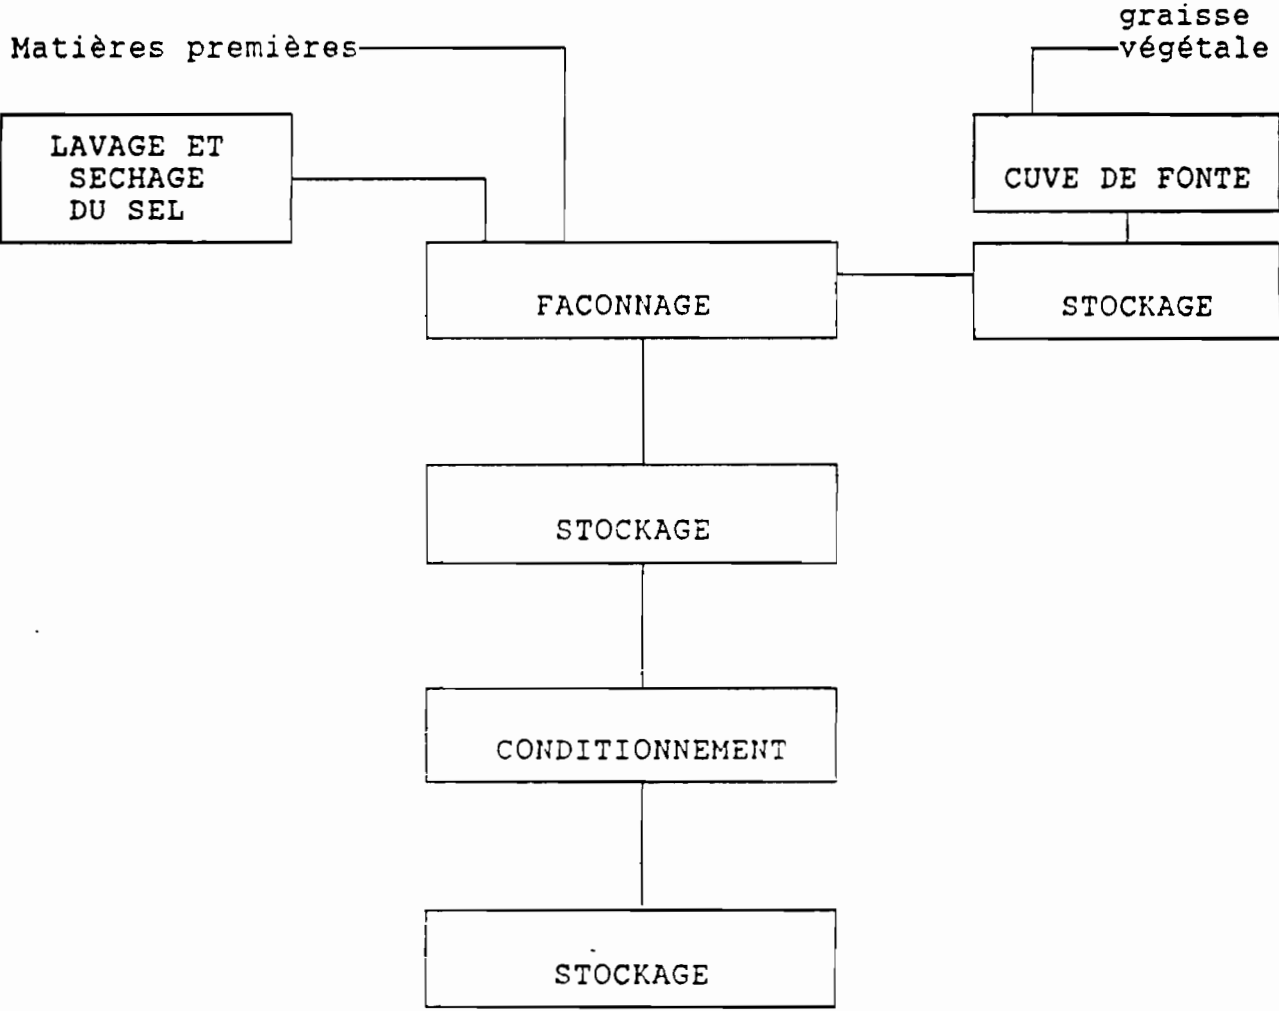 graisse
Matières premières
végétale
LAVAGE ET
SECHAGE
DU SEL
CUVE DE FONTE
FACONNAGE
STOCKAGE
STOCKAGE
CONDITIONNEMENT
STOCKAGE